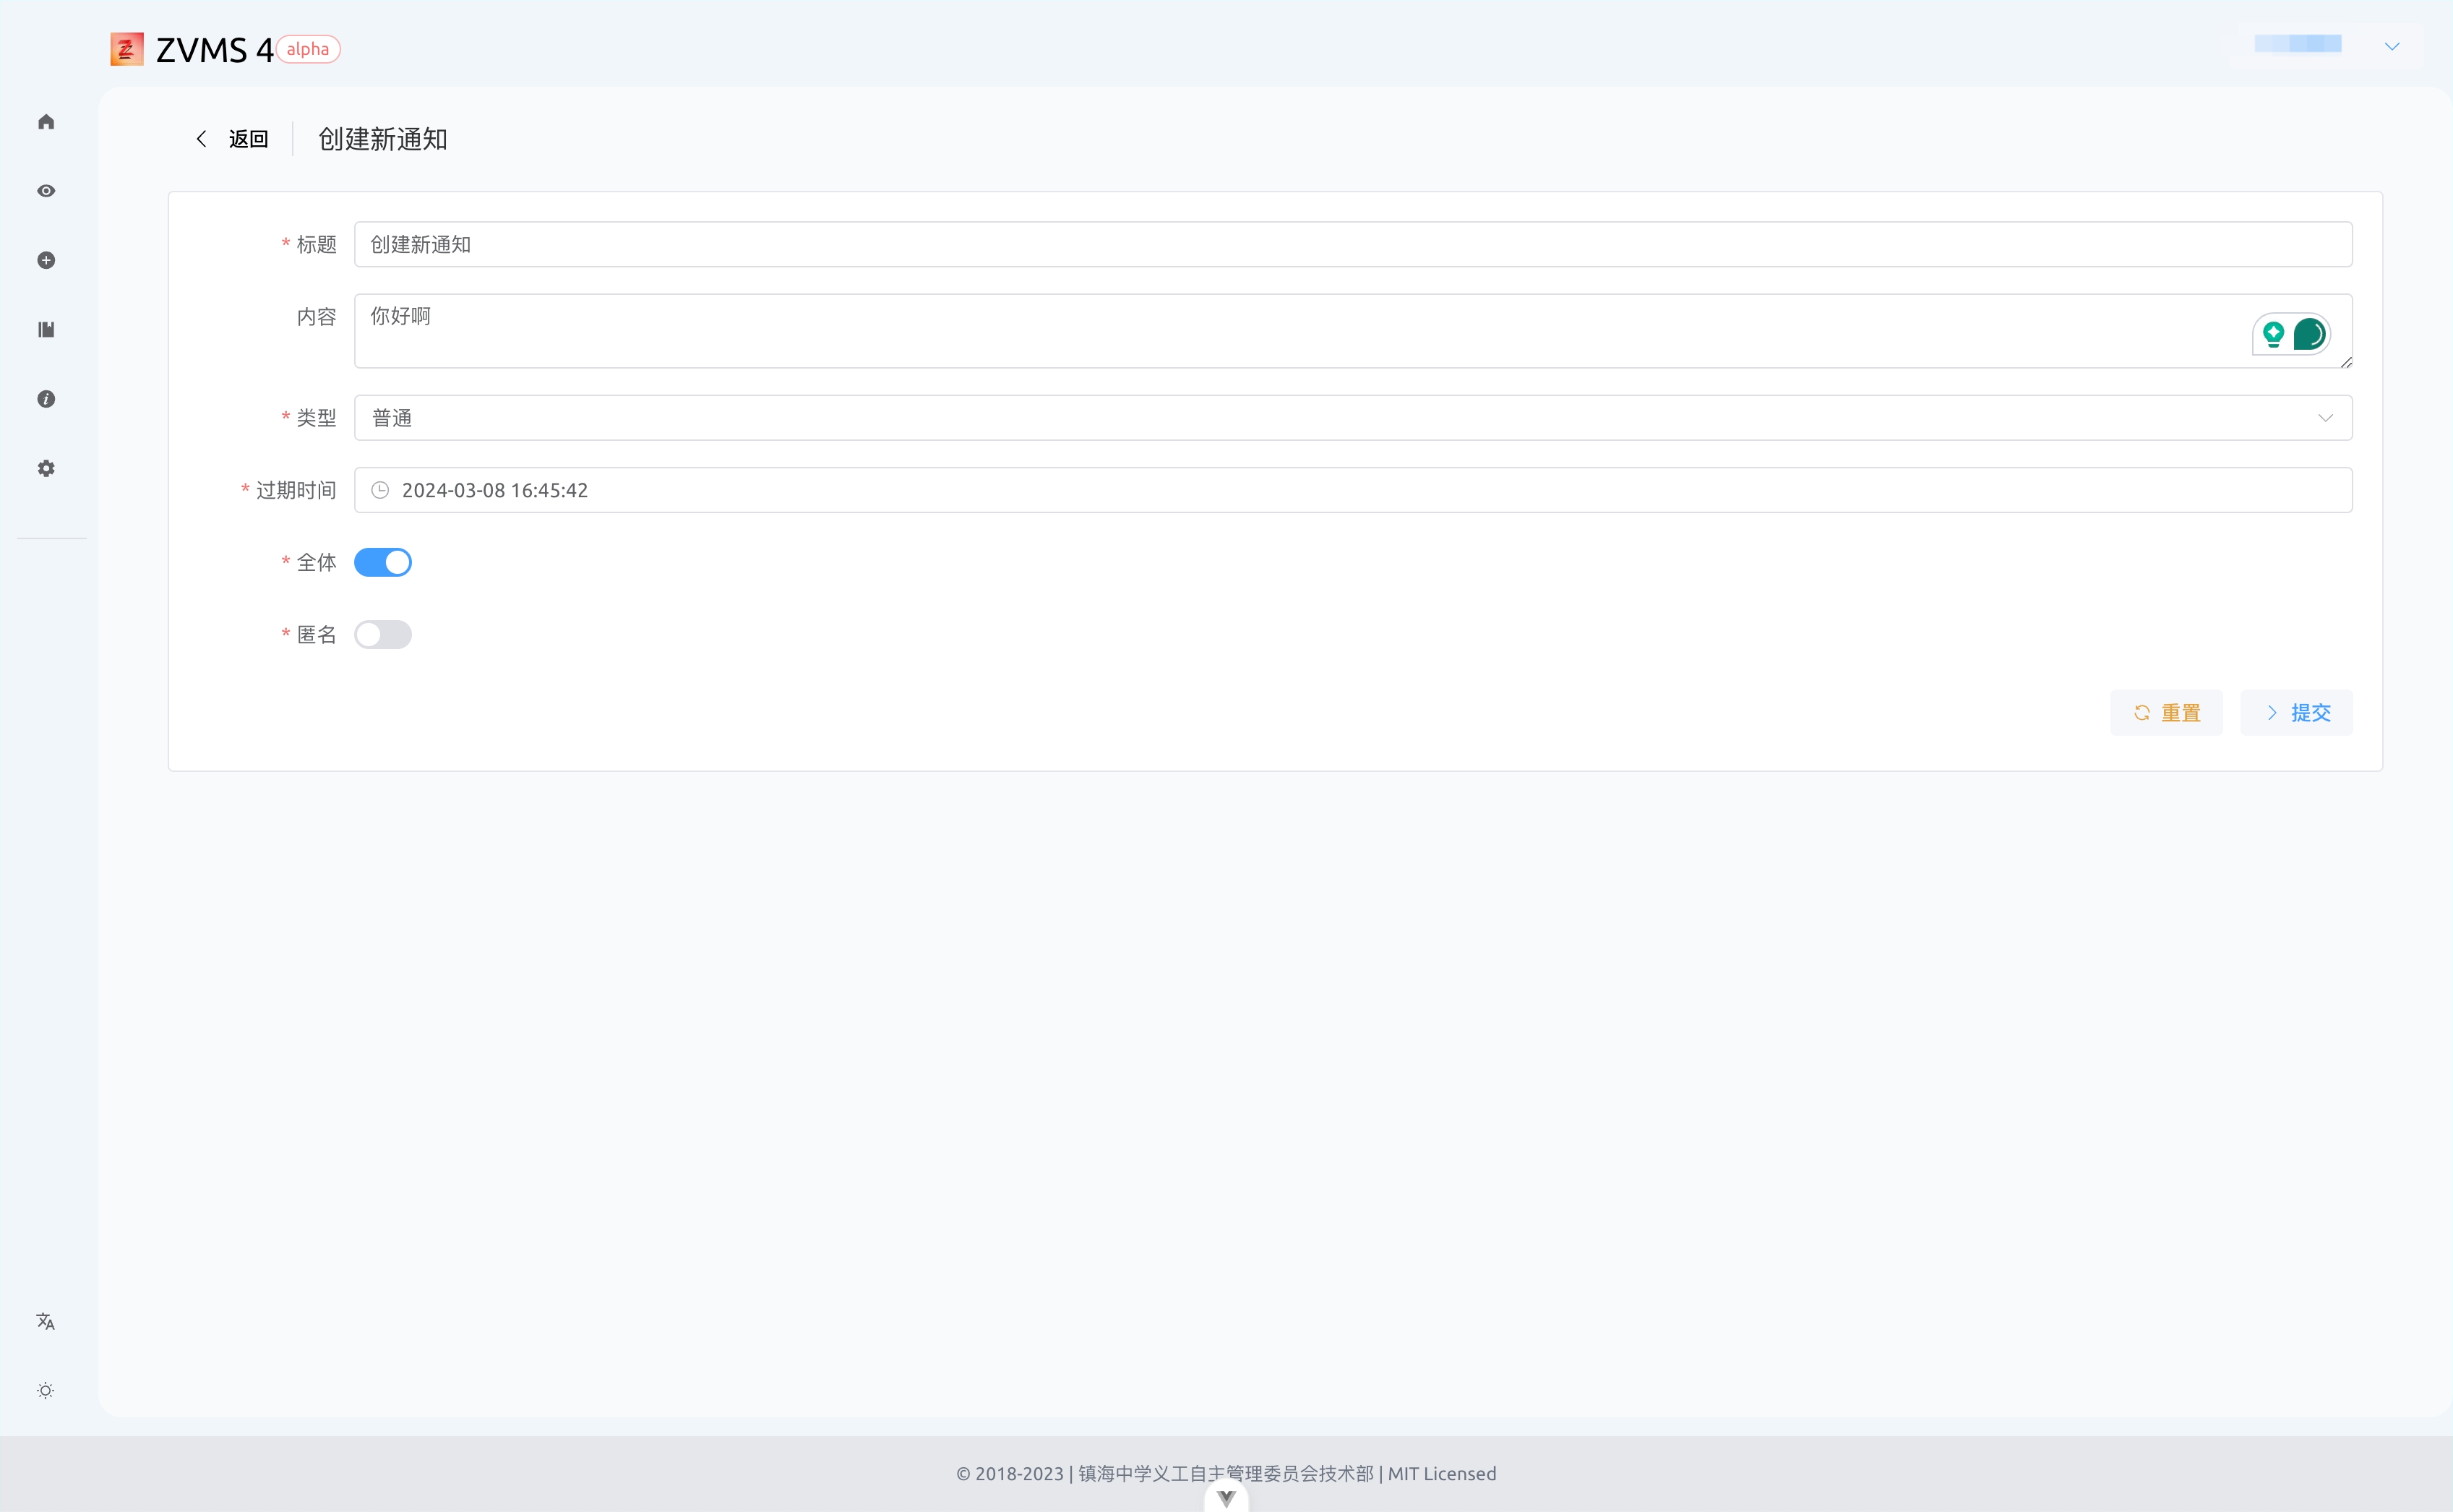 ZVMS 4 alpha
返回 创建新通知
* 标题 创建新通知
内容 你好啊
* 类型 普通
* 过期时间 2024-03-08 16:45:42
* 全体
* 匿名
重置 提交
© 2018-2023 | 镇海中学义工自主管理委员会技术部 | MIT Licensed